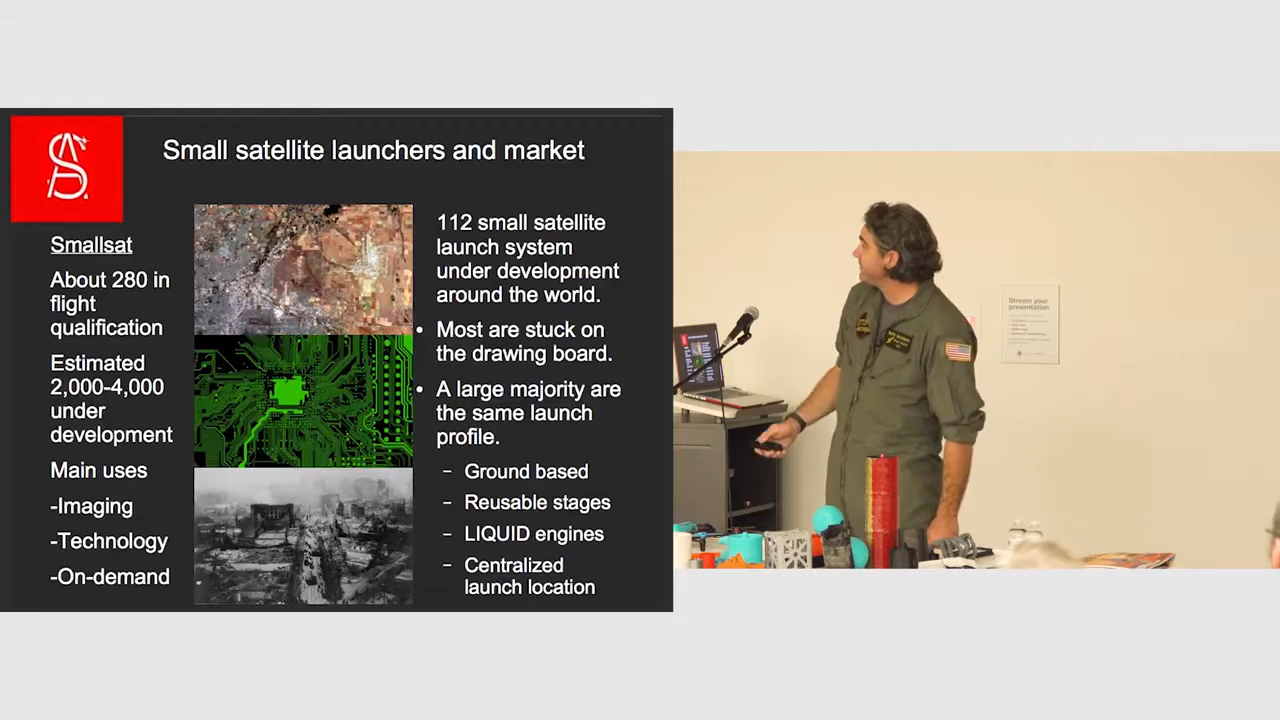 Small satellite launchers and market
Smallsat
About 280 in
flight
qualification
Estimated
2,000-4,000
under
development
Main uses
-Imaging
-Technology
-On-demand
112 small satellite
launch system
under development
around the world.
• Most are stuck on
the drawing board.
• A large majority are
the same launch
profile.
- Ground based
- Reusable stages
- LIQUID engines
- Centralized
launch location
Stream your
presentation